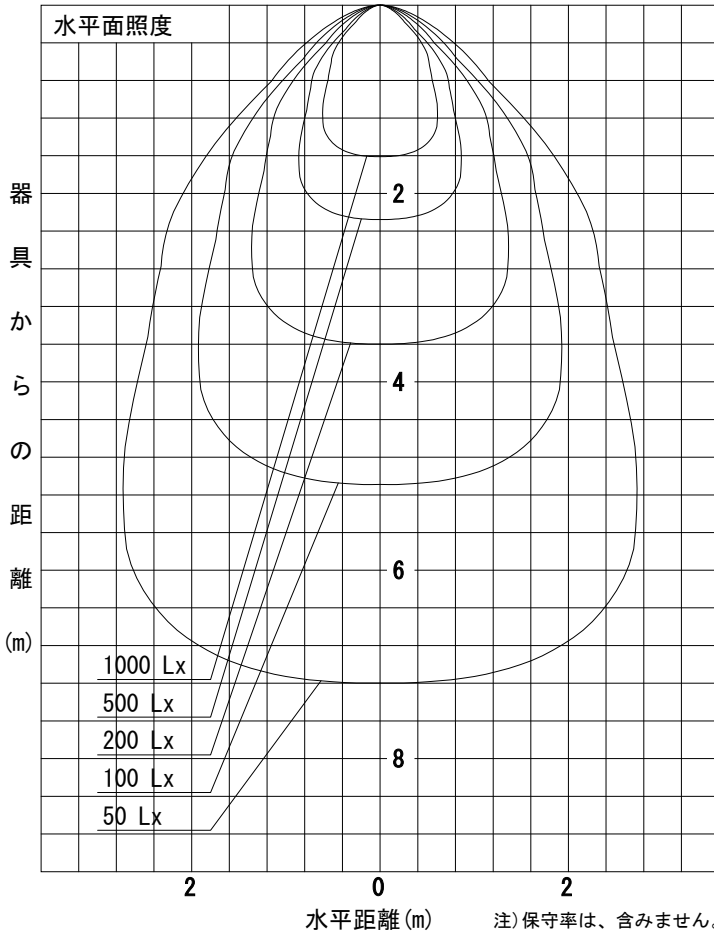 水平面照度
器具からの距離(m)
2
4
6
8
1000 Lx
500 Lx
200 Lx
100 Lx
50 Lx
2
0
2
水平距離(m)
注)保守率は、含みません。